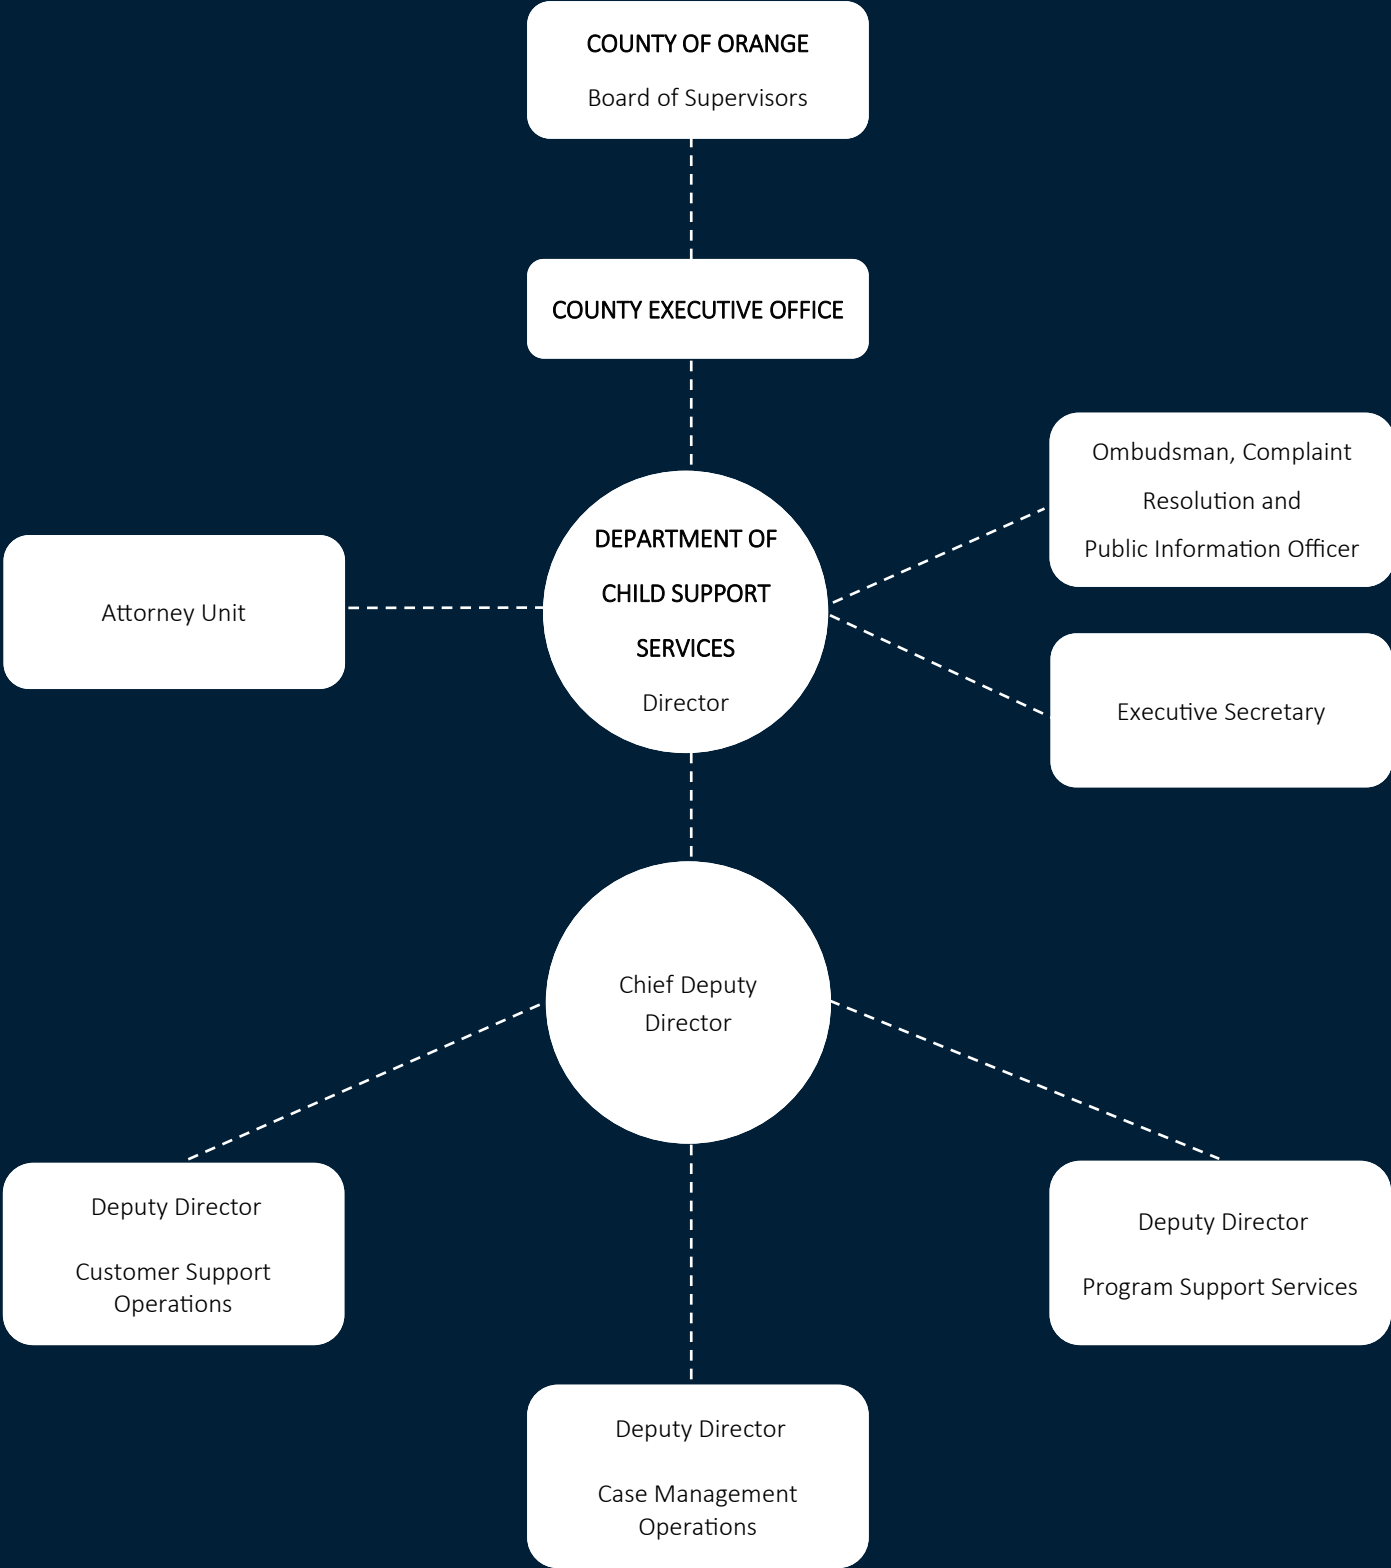 COUNTY OF ORANGE
Board of Supervisors
COUNTY EXECUTIVE OFFICE
Ombudsman, Complaint
Resolution and
Public Information Officer
DEPARTMENT OF
CHILD SUPPORT
SERVICES
Director
Attorney Unit
Executive Secretary
Chief Deputy
Director
Deputy Director
Customer Support
Operations
Deputy Director
Program Support Services
Deputy Director
Case Management
Operations